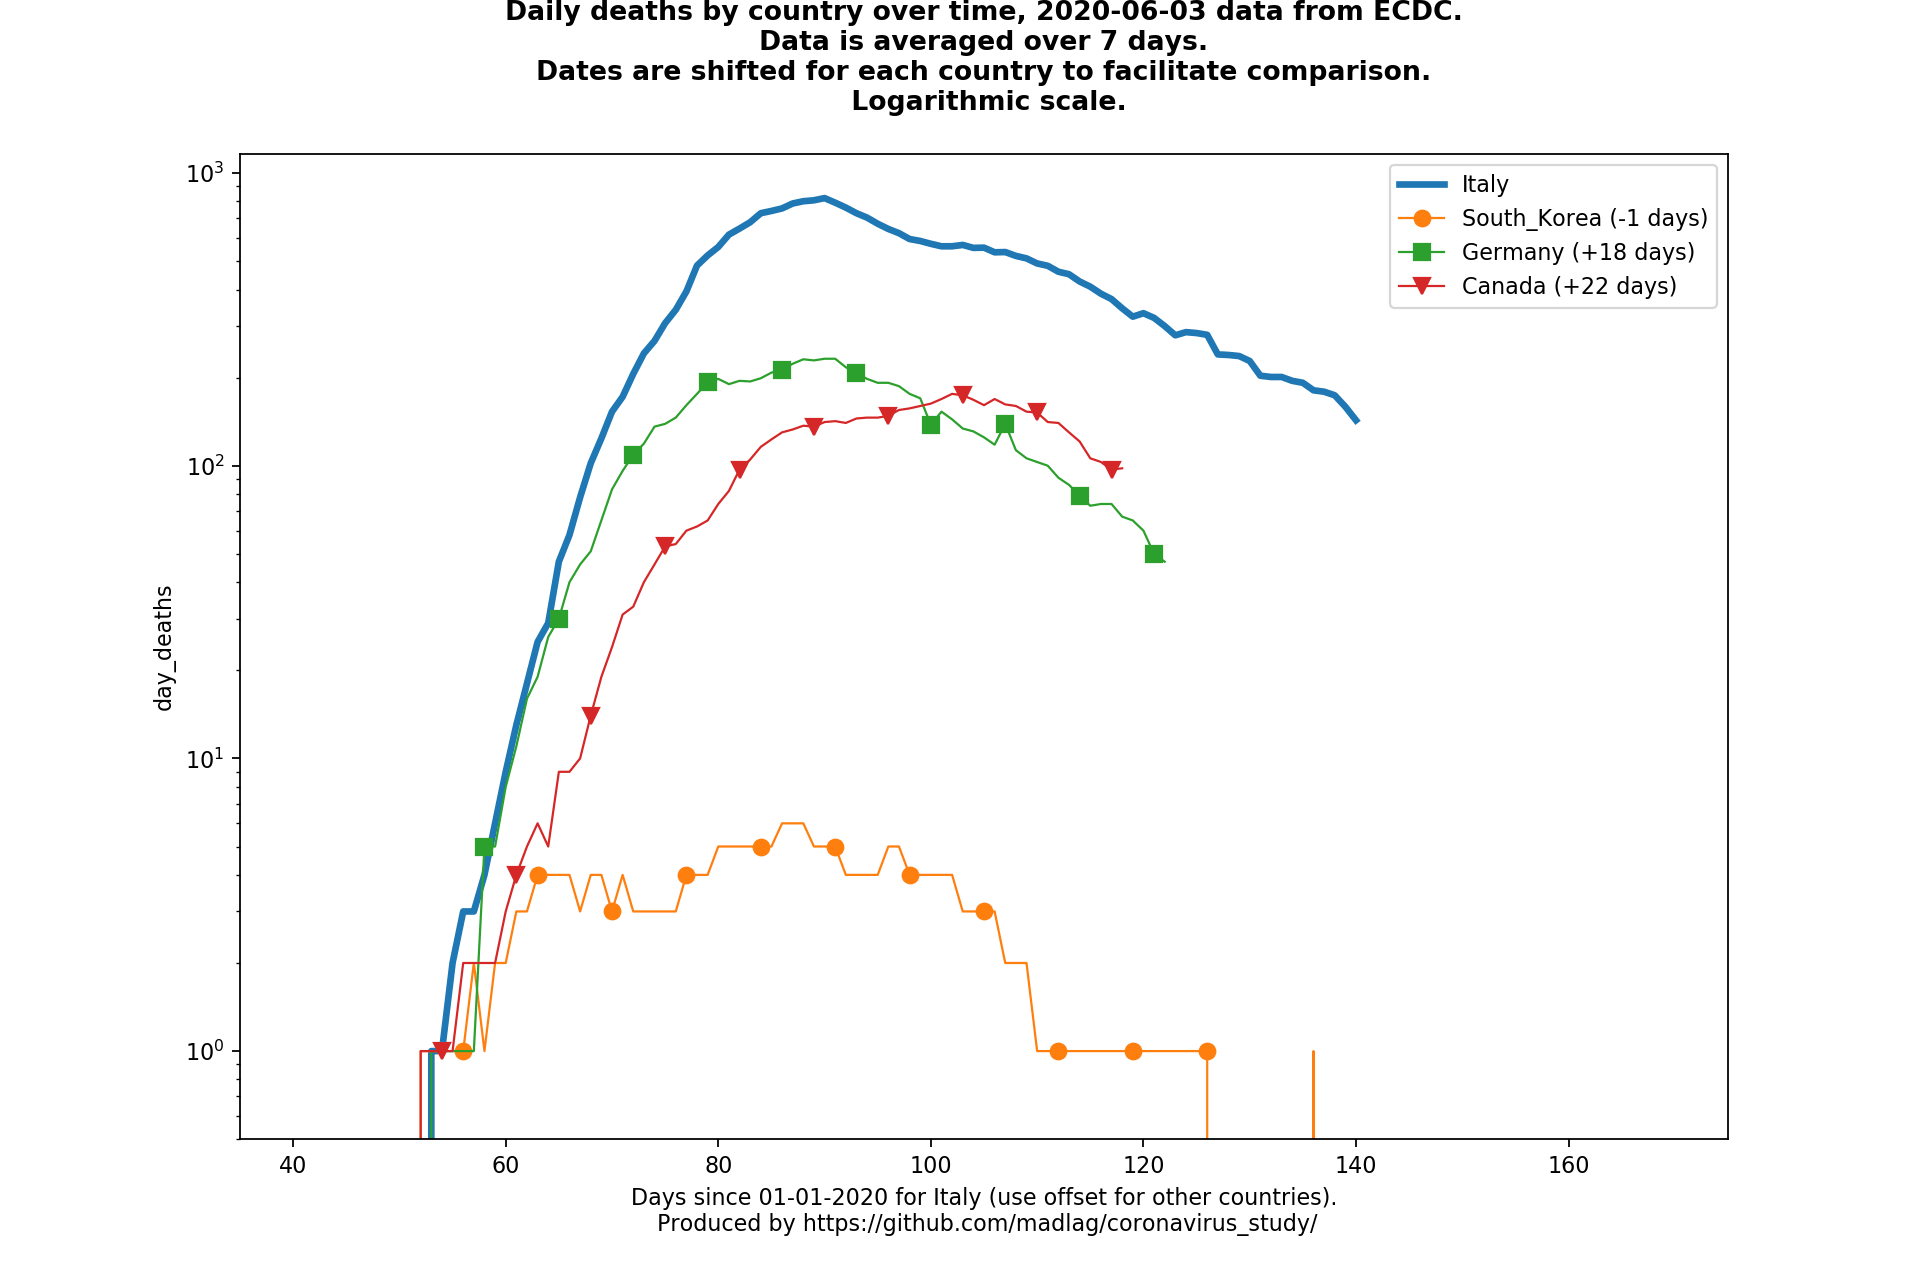 Daily deaths by country over time, 2020-06-03 data from ECDC.
Data is averaged over 7 days.
Dates are shifted for each country to facilitate comparison.
Logarithmic scale.
10³
10²
10¹
10⁰
day_deaths
Italy
South_Korea (-1 days)
Germany (+18 days)
Canada (+22 days)
40 60 80 100 120 140 160
Days since 01-01-2020 for Italy (use offset for other countries).
Produced by https://github.com/madlag/coronavirus_study/